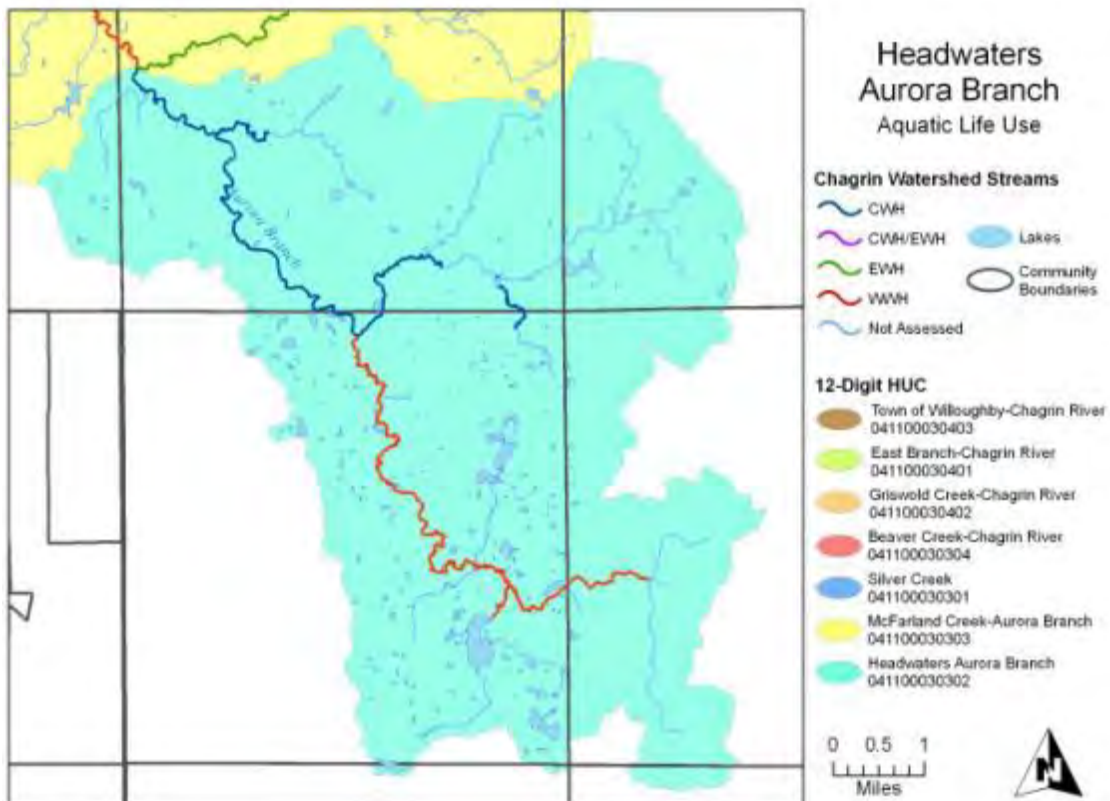 Headwaters
Aurora Branch
Aquatic Life Use
Chagrin Watershed Streams
CWH
CWH/EWH
EWH
WWH
Not Assessed
Lakes
Community
Boundaries
12-Digit HUC
Town of Willoughby-Chagrin River
041100030403
East Branch-Chagrin River
041100030401
Griswold Creek-Chagrin River
041100030402
Beaver Creek-Chagrin River
041100030304
Silver Creek
041100030301
McFarland Creek-Aurora Branch
041100030303
Headwaters Aurora Branch
041100030302
0 0.5 1
Miles
N
Aurora Branch